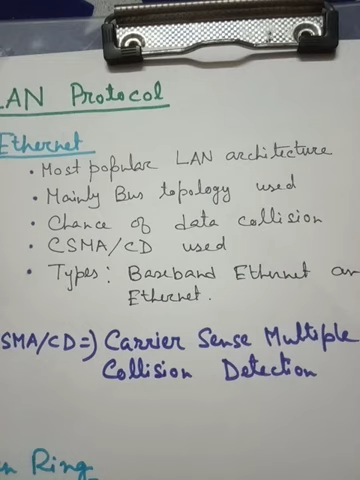 LAN Protocol
Ethernet
• Most popular LAN architecture
• Mainly Bus topology used
• Chance of data collision
• CSMA/CD used
• Types: Baseband Ethernet an
Ethernet.
SMA/CD=) Carrier Sense Multiple
Collision Detection
n Ring